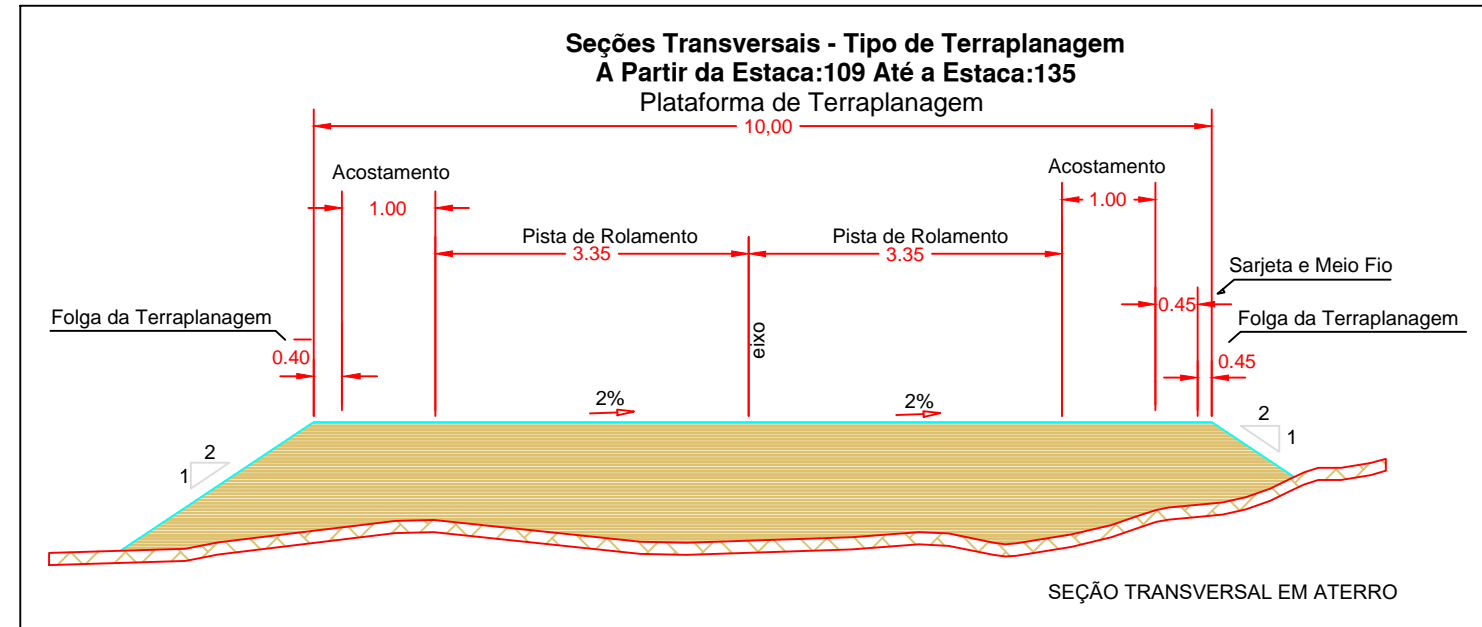 Seções Transversais - Tipo de Terraplanagem
A Partir da Estaca:109 Até a Estaca:135
Plataforma de Terraplanagem
10,00
Acostamento
Acostamento
1.00
1.00
Pista de Rolamento
Pista de Rolamento
3.35
3.35
Sarjeta e Meio Fio
0.45
Folga da Terraplanagem
Folga da Terraplanagem
eixo
0.40
0.45
2%
2%
2
1
2
1
SEÇÃO TRANSVERSAL EM ATERRO